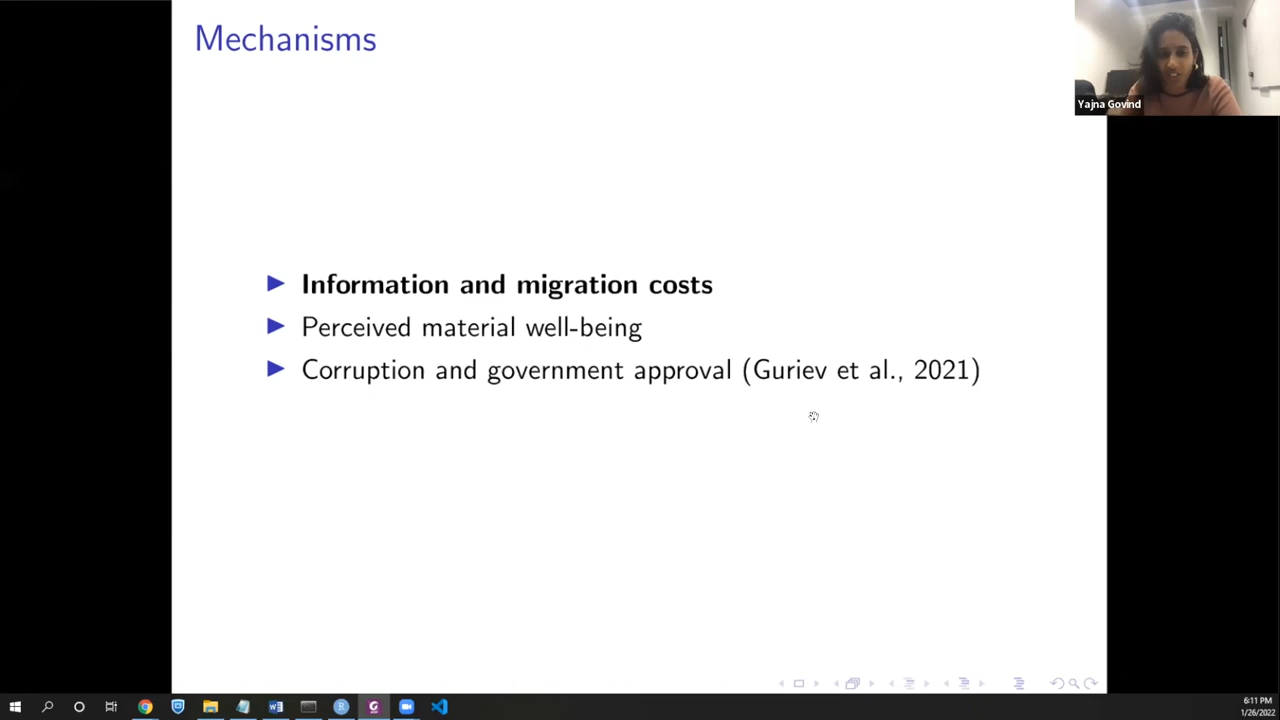 Mechanisms
Yajna Govind
Information and migration costs
Perceived material well-being
Corruption and government approval (Guriev et al., 2021)
6:11 PM
1/26/2022